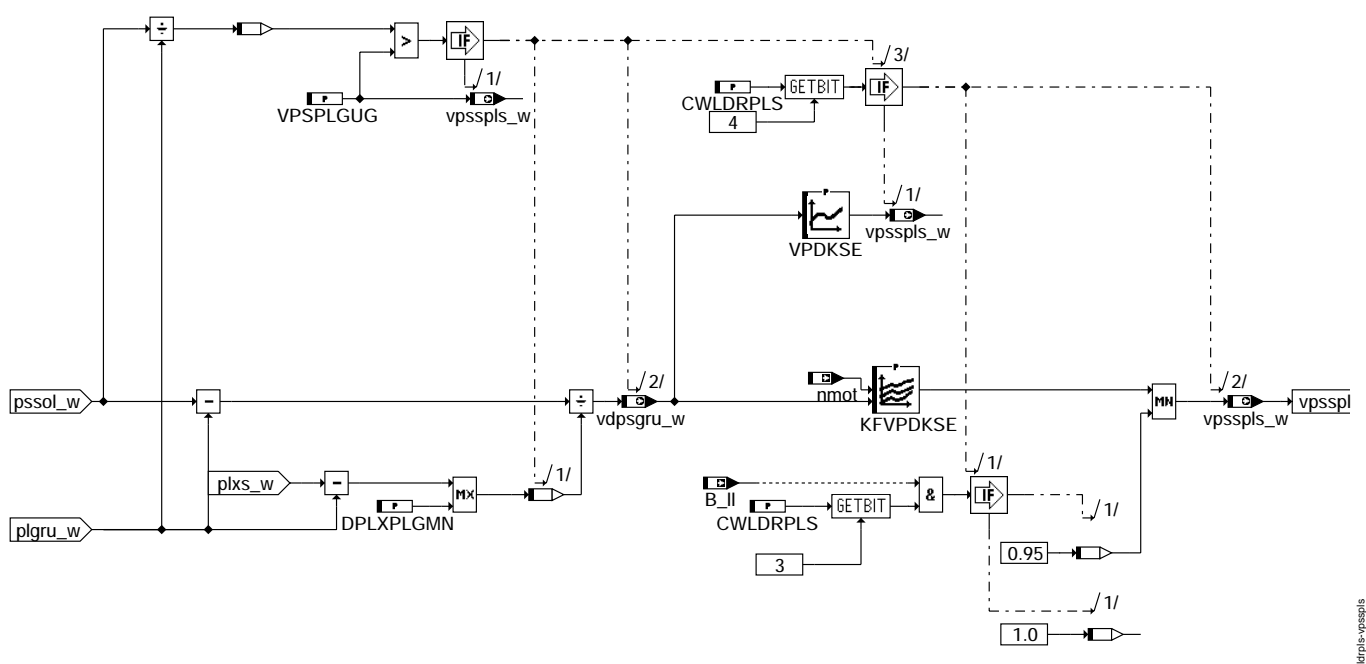 ÷
>
IF
/1/
/3/
P
VPSPLGUG
vpsspls_w
P
CWLDRPLS
GETBIT
IF
4
/1/
P
VPDKSE
vpsspls_w
pssol_w
-
÷
/2/
vdpsgru_w
nmot
P
KFVPDKSE
MN
/2/
vpsspls_w
vpsspl
plxs_w
-
P
DPLXPLGMN
MX
/1/
plgru_w
B_ll
P
CWLDRPLS
GETBIT
&
/1/
IF
/1/
3
0.95
/1/
1.0
ldrpls-vpsspls